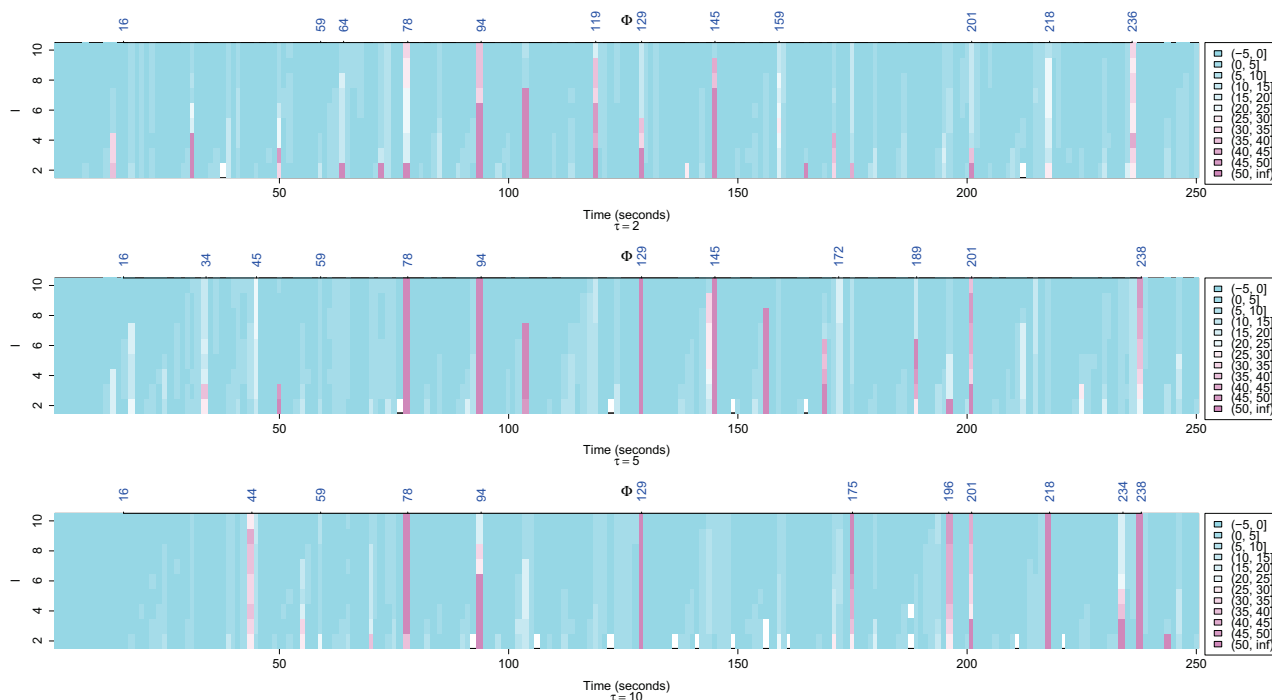 Φ
16 59 64 78 94 119 129 145 159 201 218 236
l
10
8
6
4
2
50 100 150 200 250
Time (seconds)
τ = 2
(−5, 0]
(0, 5]
(5, 10]
(10, 15]
(15, 20]
(20, 25]
(25, 30]
(30, 35]
(35, 40]
(40, 45]
(45, 50]
(50, inf)
Φ
16 34 45 59 78 94 129 145 172 189 201 238
l
10
8
6
4
2
50 100 150 200 250
Time (seconds)
τ = 5
(−5, 0]
(0, 5]
(5, 10]
(10, 15]
(15, 20]
(20, 25]
(25, 30]
(30, 35]
(35, 40]
(40, 45]
(45, 50]
(50, inf)
Φ
16 44 59 78 94 129 175 196 201 218 234 238
l
10
8
6
4
2
50 100 150 200 250
Time (seconds)
τ = 10
(−5, 0]
(0, 5]
(5, 10]
(10, 15]
(15, 20]
(20, 25]
(25, 30]
(30, 35]
(35, 40]
(40, 45]
(45, 50]
(50, inf)